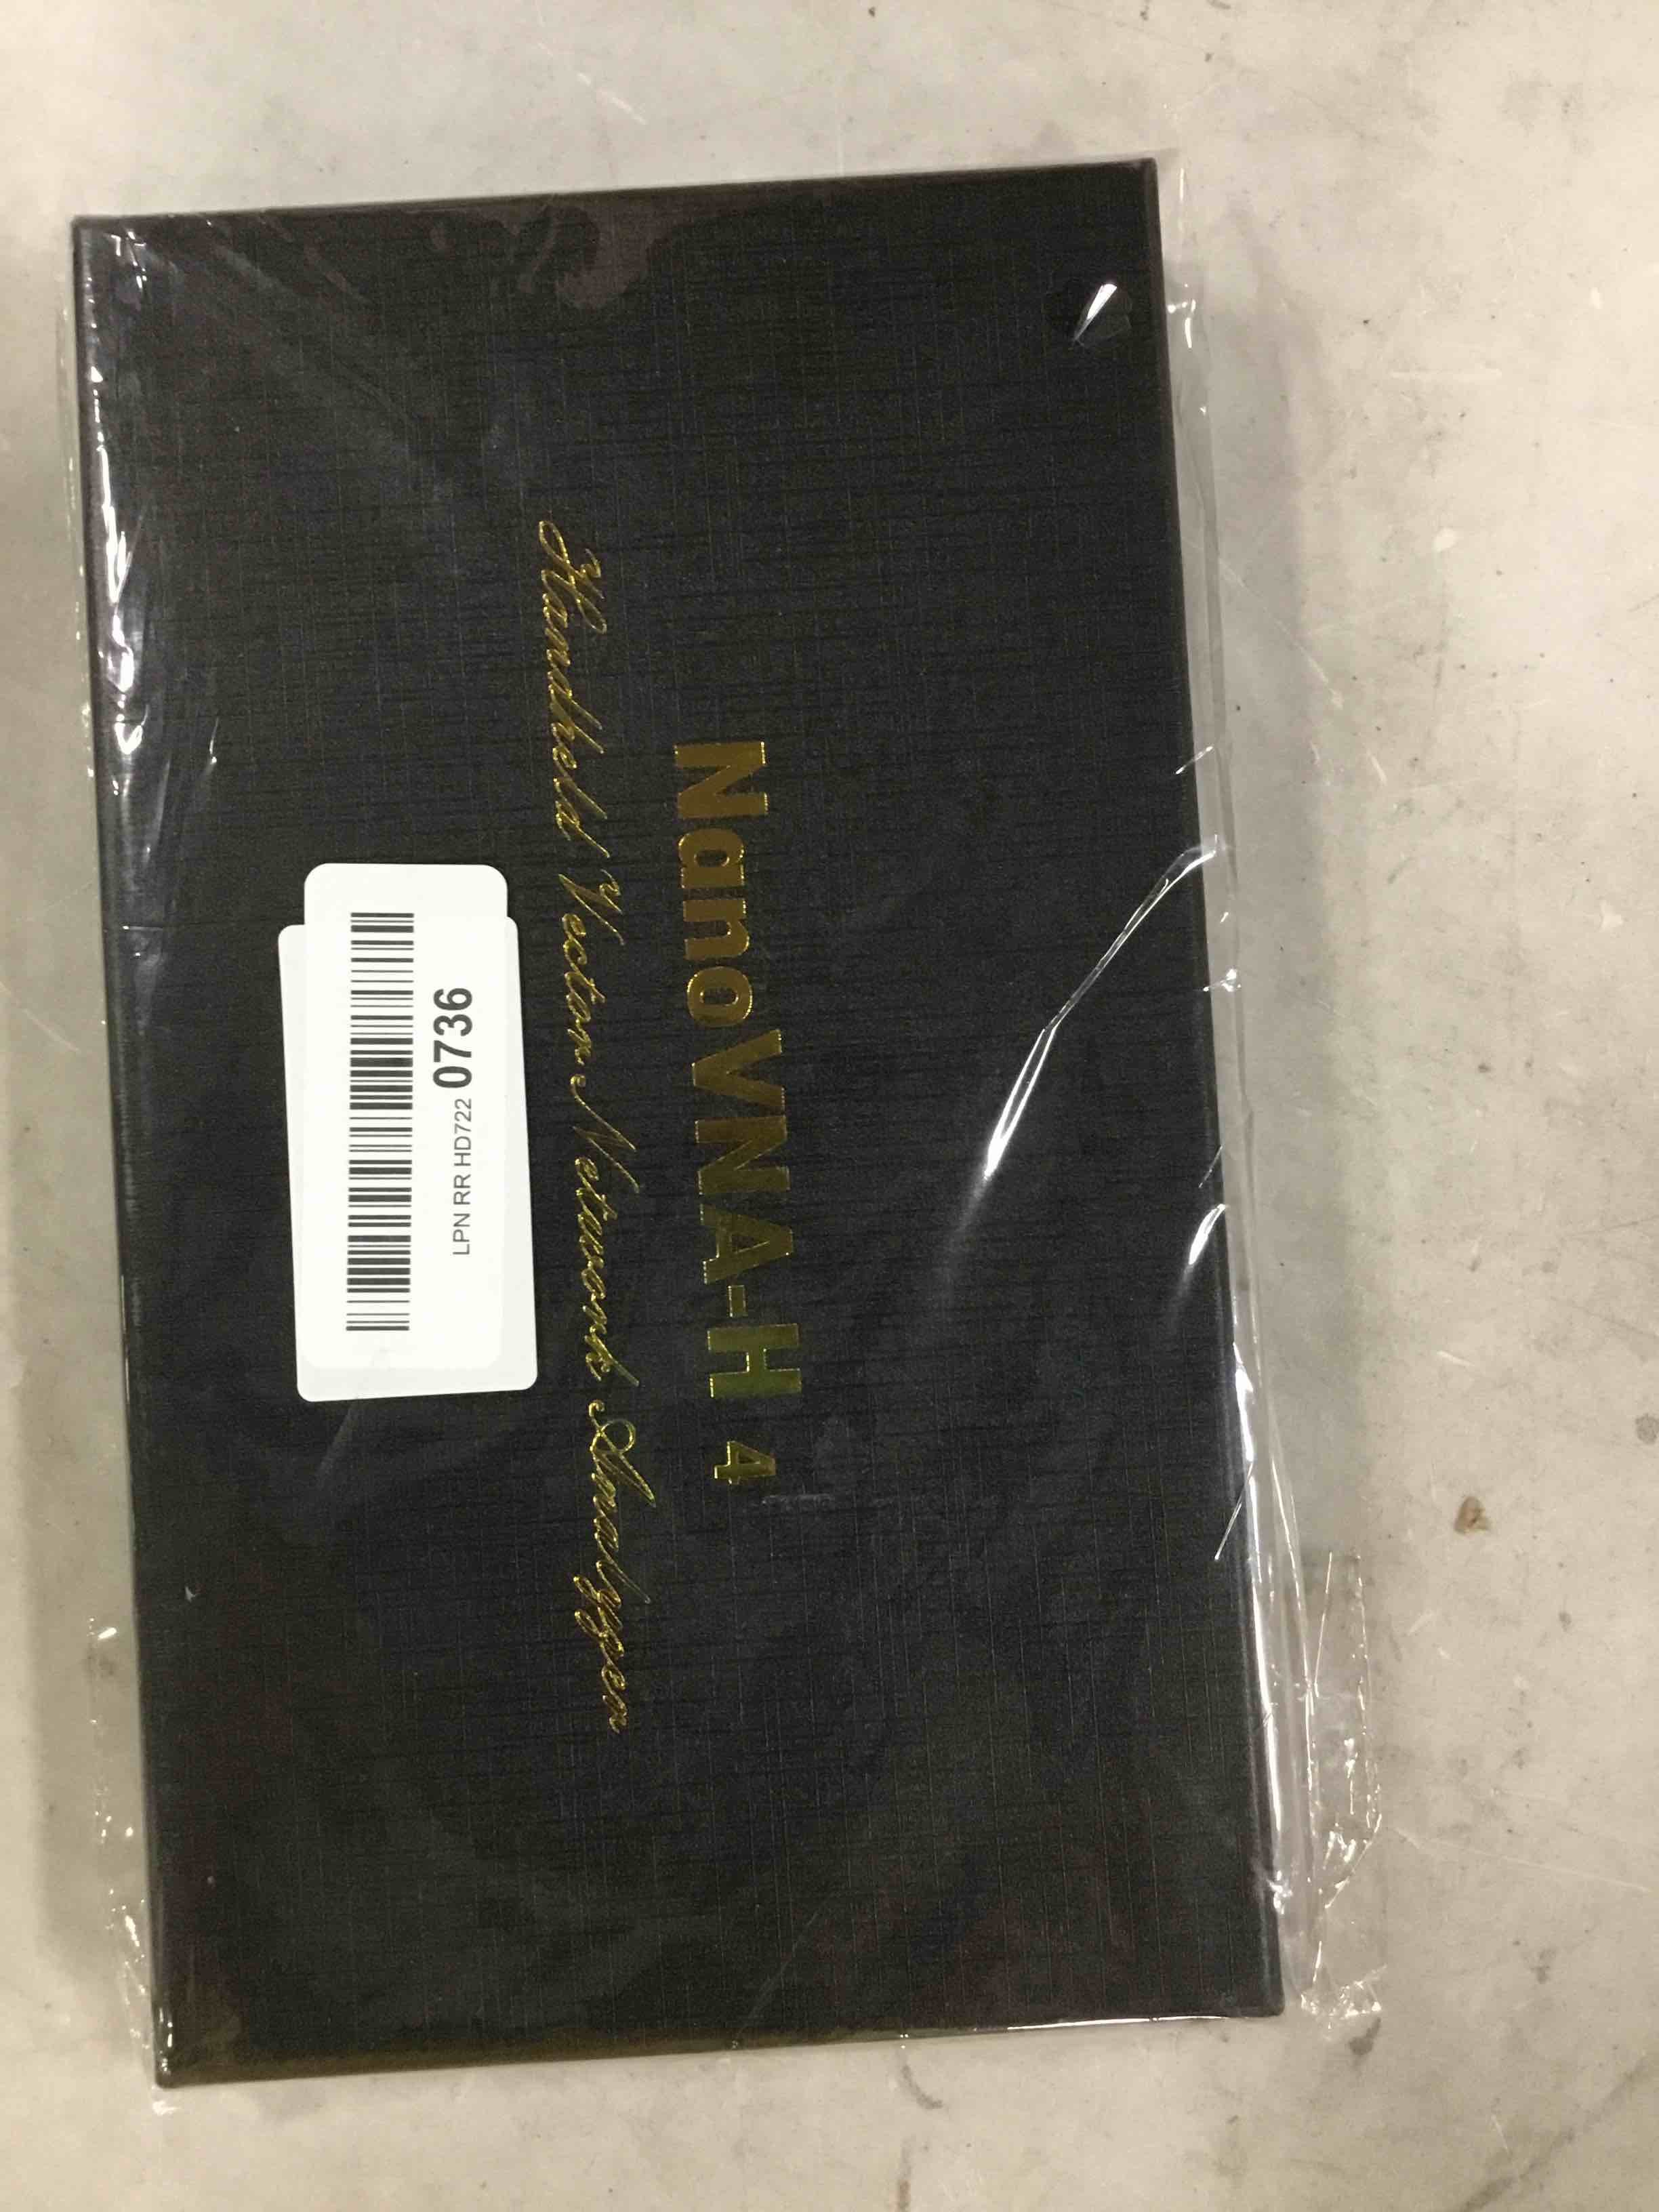 NanoVNA-H 4
Handheld Vector Network Analyzer
LPN RR HD722 0736